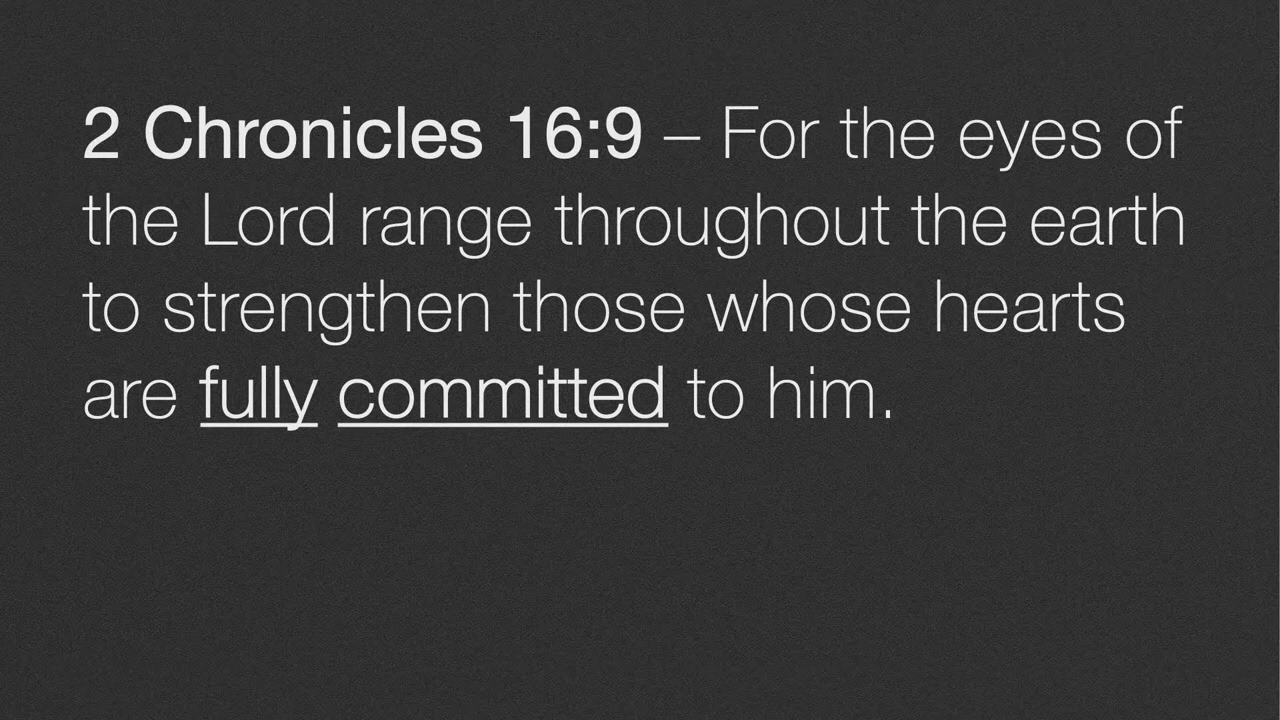 2 Chronicles 16:9 – For the eyes of
the Lord range throughout the earth
to strengthen those whose hearts
are fully committed to him.